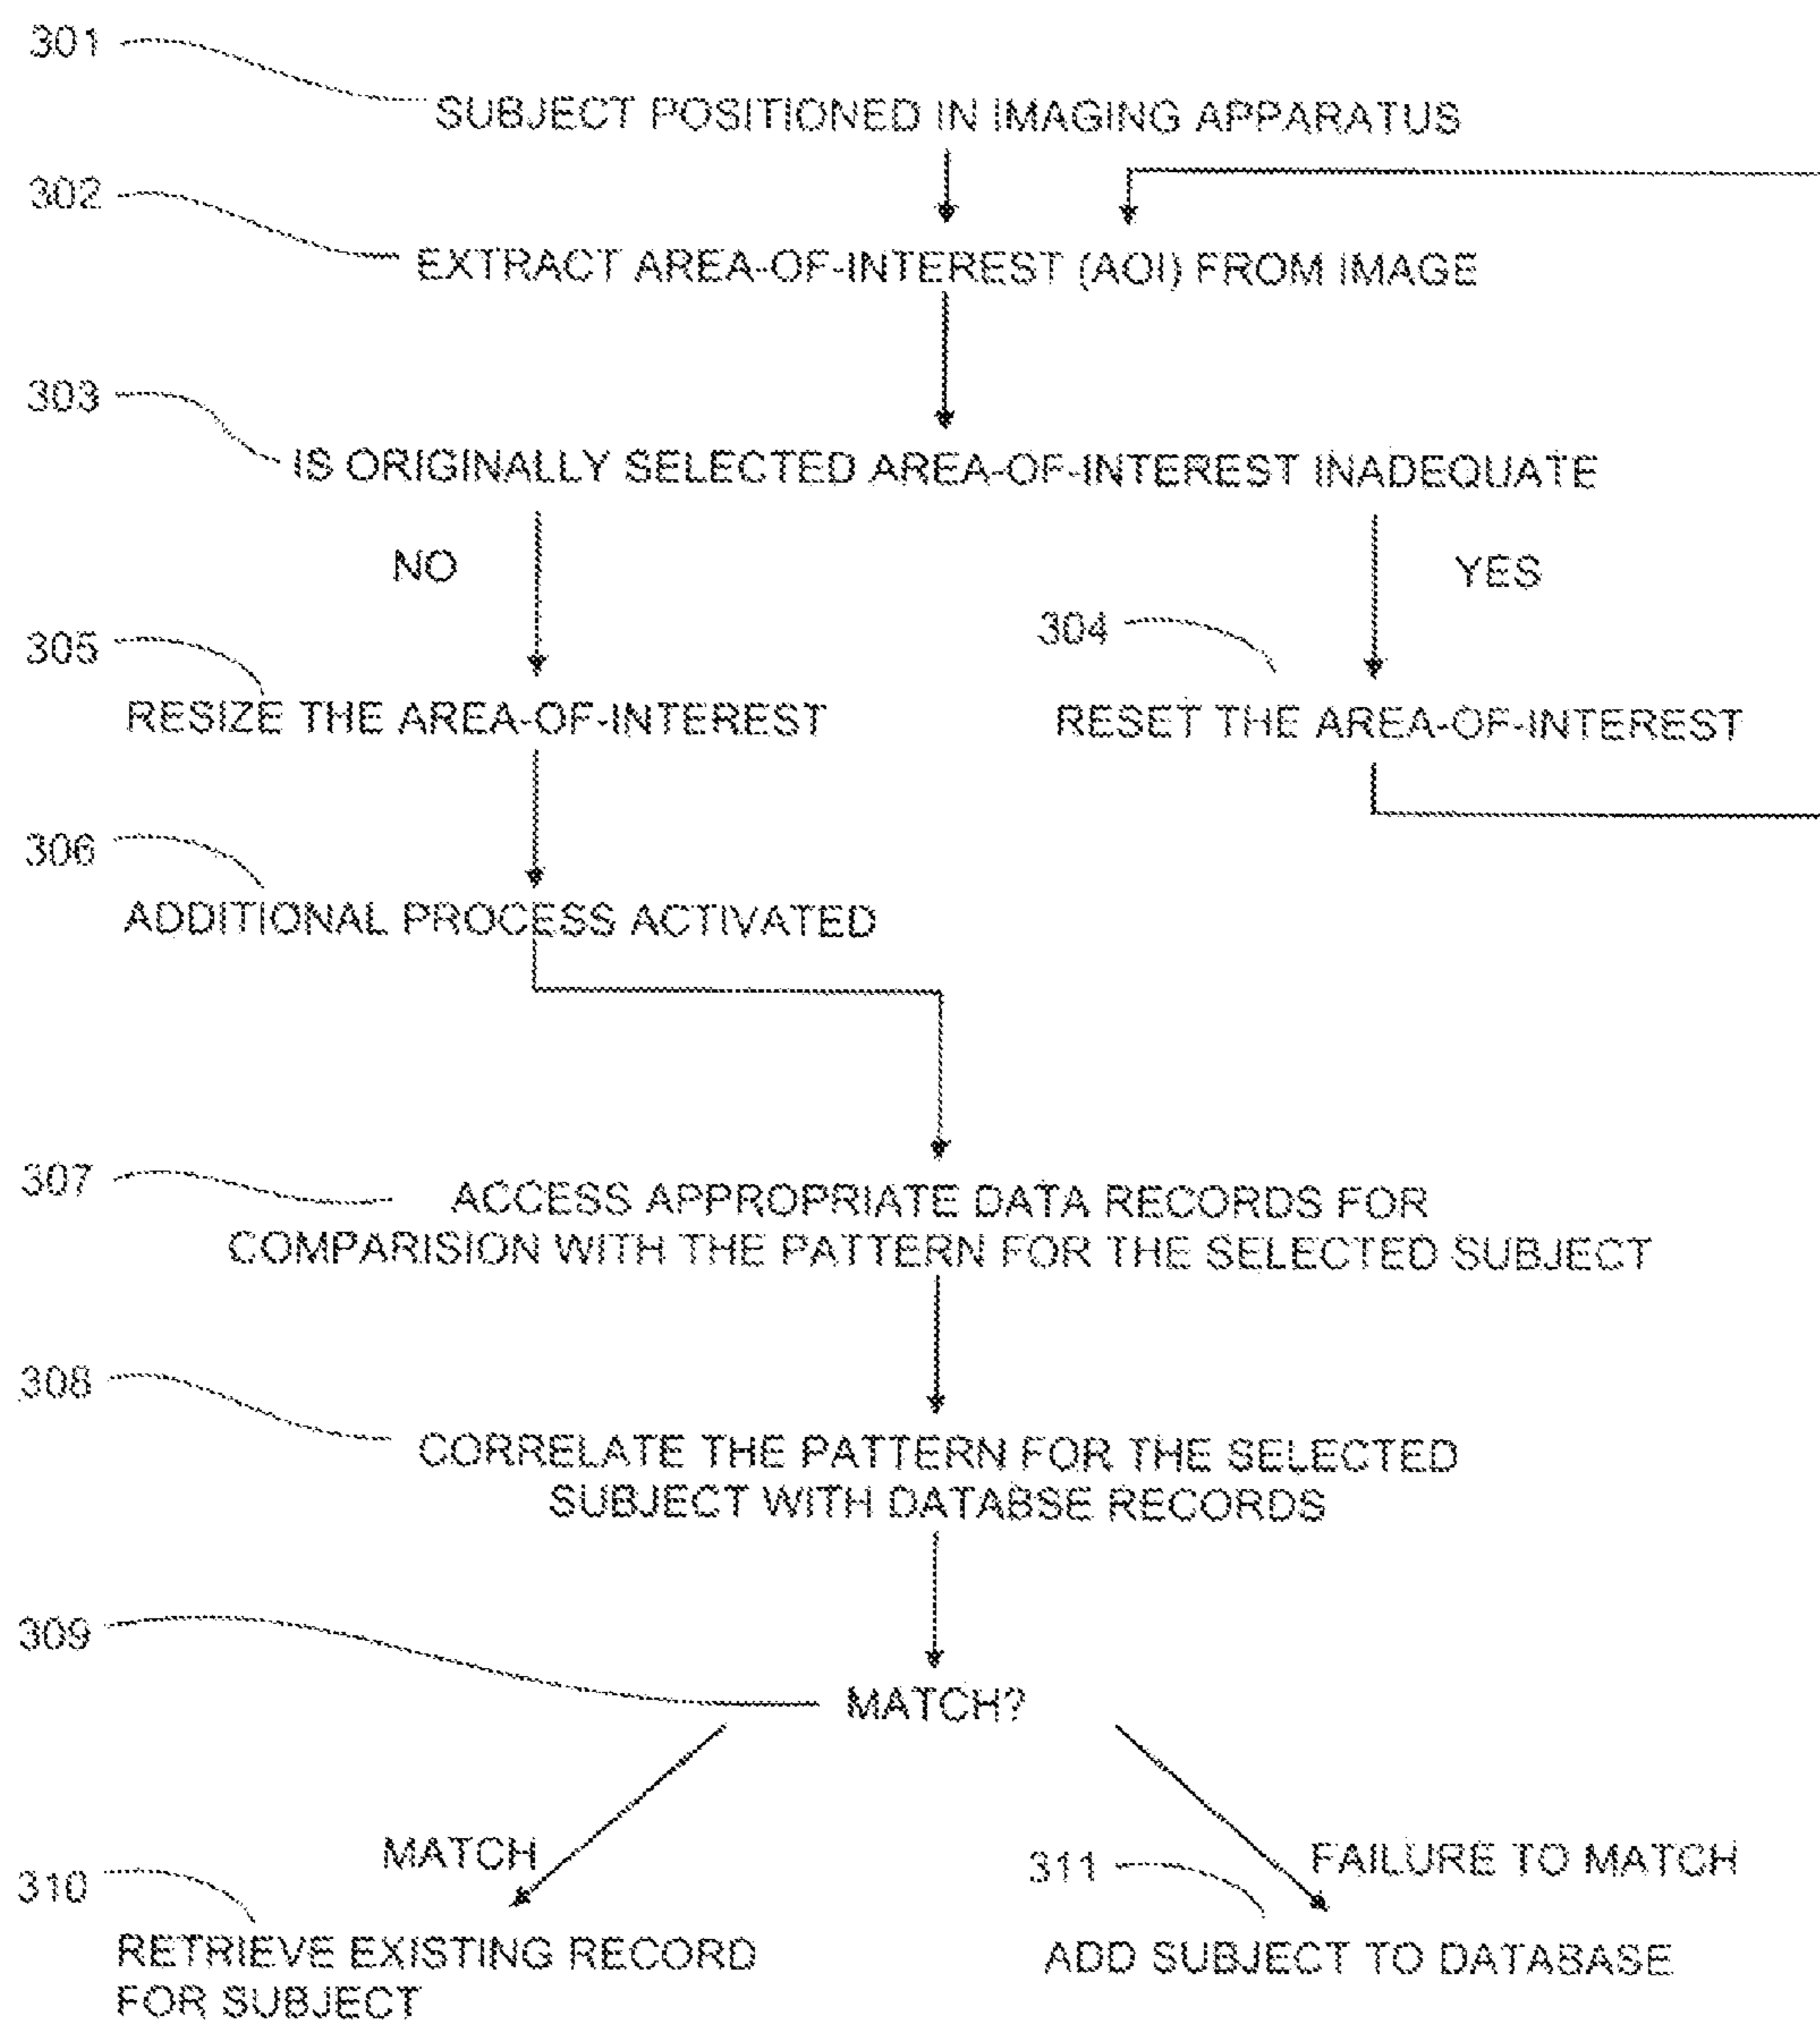 301
SUBJECT POSITIONED IN IMAGING APPARATUS
302
EXTRACT AREA-OF-INTEREST (AOI) FROM IMAGE
303
IS ORIGINALLY SELECTED AREA-OF-INTEREST INADEQUATE
NO
YES
304
305
RESIZE THE AREA-OF-INTEREST
RESET THE AREA-OF-INTEREST
306
ADDITIONAL PROCESS ACTIVATED
307
ACCESS APPROPRIATE DATA RECORDS FOR
COMPARISION WITH THE PATTERN FOR THE SELECTED SUBJECT
308
CORRELATE THE PATTERN FOR THE SELECTED
SUBJECT WITH DATABSE RECORDS
309
MATCH?
MATCH
FAILURE TO MATCH
310
311
RETRIEVE EXISTING RECORD
FOR SUBJECT
ADD SUBJECT TO DATABASE